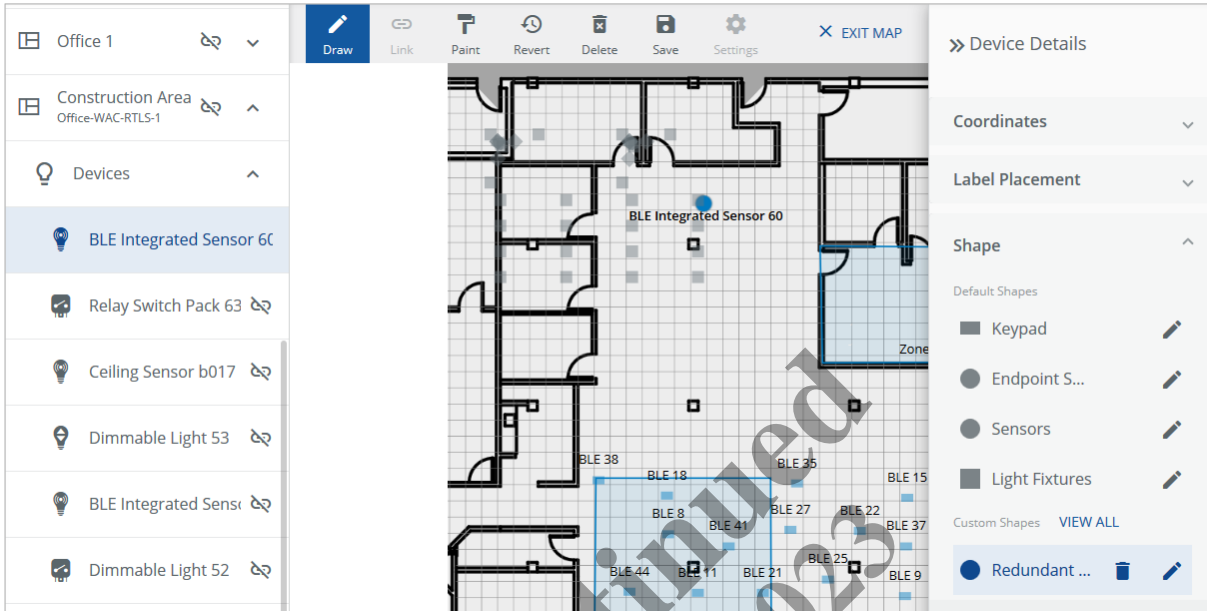 Office 1
Construction Area
Office-WAC-RTLS-1
Devices
BLE Integrated Sensor 60
Relay Switch Pack 63
Ceiling Sensor b017
Dimmable Light 53
BLE Integrated Senso
Dimmable Light 52
Draw
Link
Paint
Revert
Delete
Save
Settings
EXIT MAP
BLE Integrated Sensor 60
Zone
BLE 38
BLE 18
BLE 35
BLE 15
BLE 8
BLE 41
BLE 27
BLE 22
BLE 37
BLE 25
BLE 44
BLE 11
BLE 21
BLE 9
tinued
2023
Device Details
Coordinates
Label Placement
Shape
Default Shapes
Keypad
Endpoint S...
Sensors
Light Fixtures
Custom Shapes VIEW ALL
Redundant ...